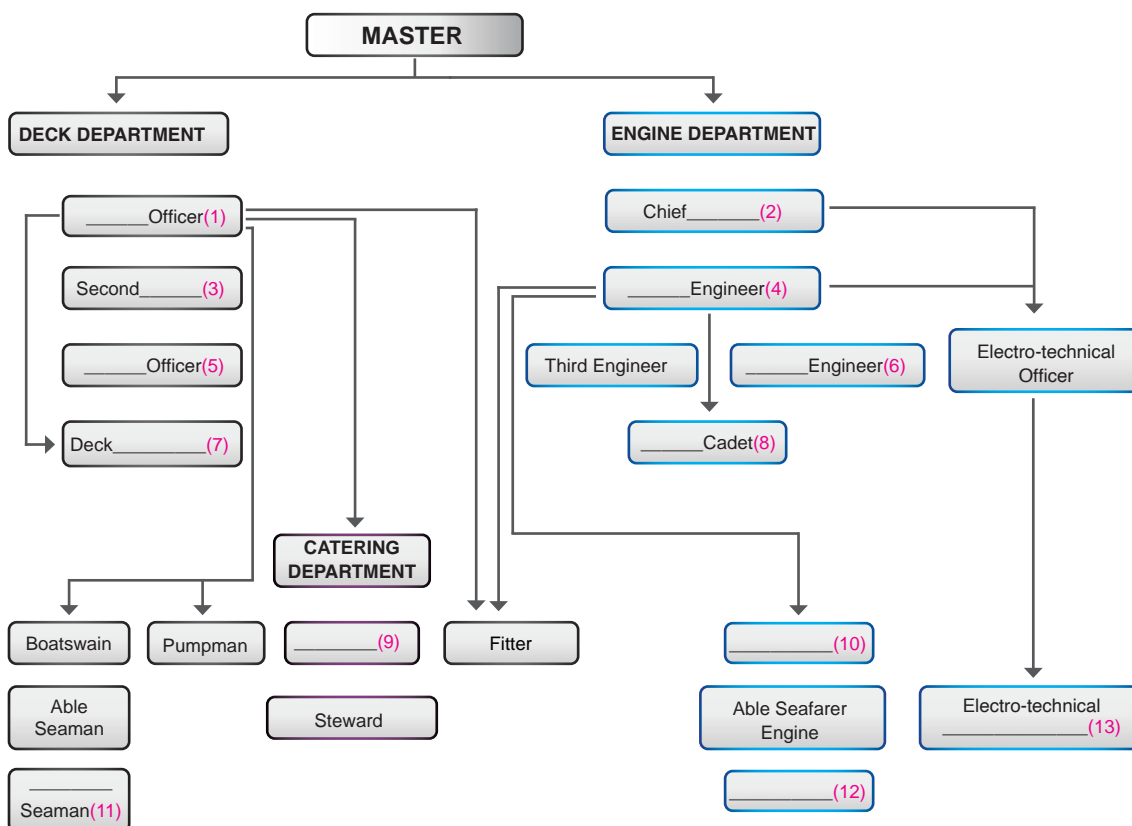 MASTER
DECK DEPARTMENT
ENGINE DEPARTMENT
______Officer(1)
Chief_______(2)
Second______(3)
______Engineer(4)
______Officer(5)
Third Engineer
______Engineer(6)
Electro-technical
Officer
Deck_________(7)
______Cadet(8)
CATERING
DEPARTMENT
Boatswain
Pumpman
________(9)
Fitter
__________(10)
Able
Seaman
Steward
Able Seafarer
Engine
Electro-technical
______________(13)
________
Seaman(11)
__________(12)